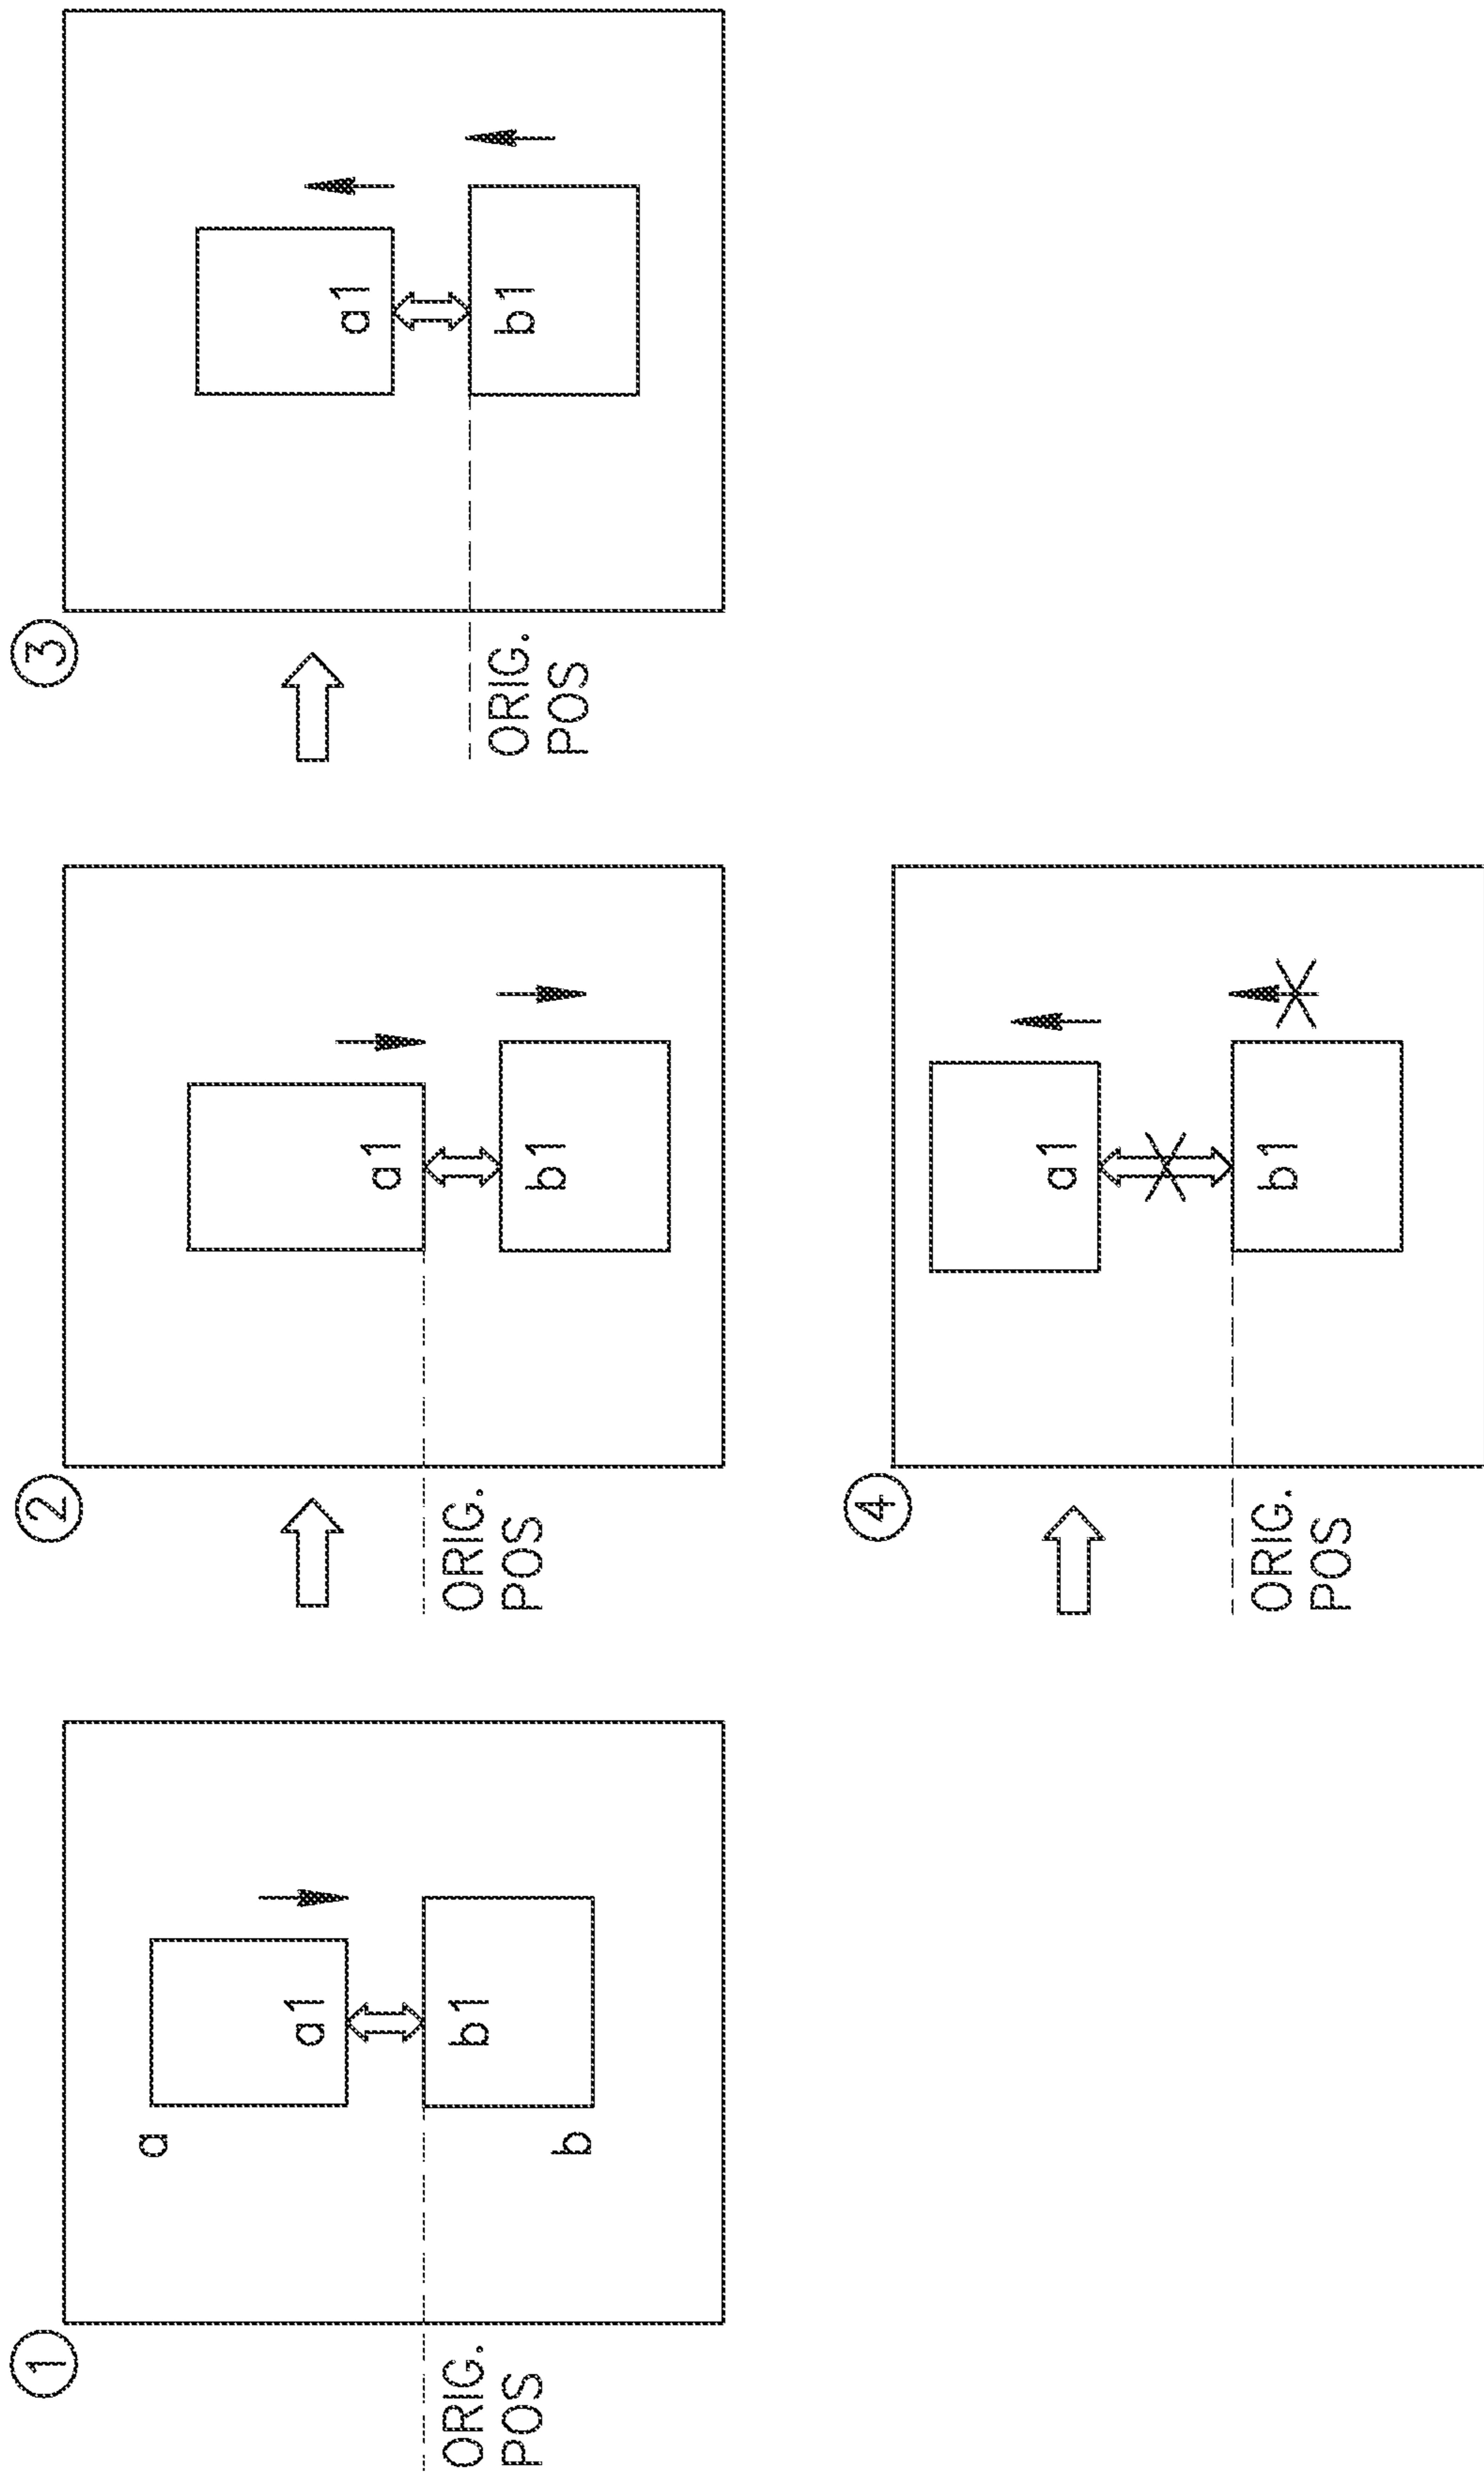 ①
a
a1
b1
b
ORIG.
POS
②
a1
b1
ORIG.
POS
③
a1
b1
ORIG.
POS
④
a1
b1
ORIG.
POS